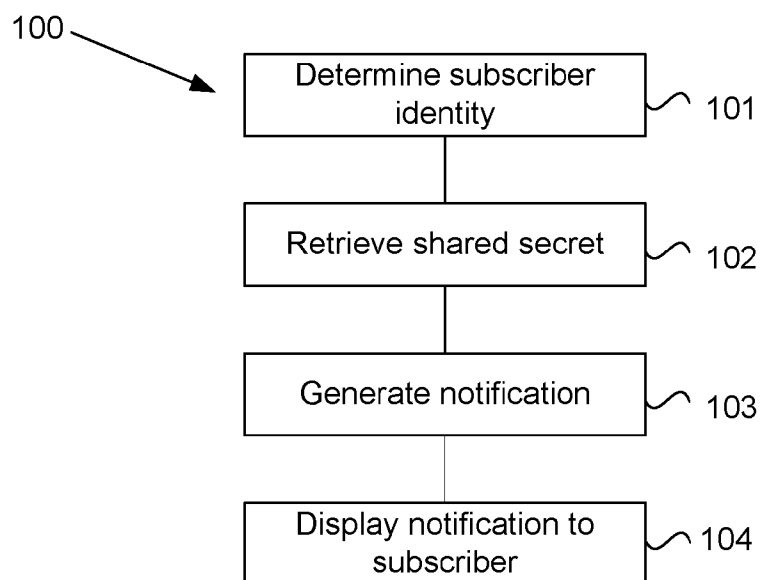 100
Determine subscriber
identity
101
Retrieve shared secret
102
Generate notification
103
Display notification to
subscriber
104